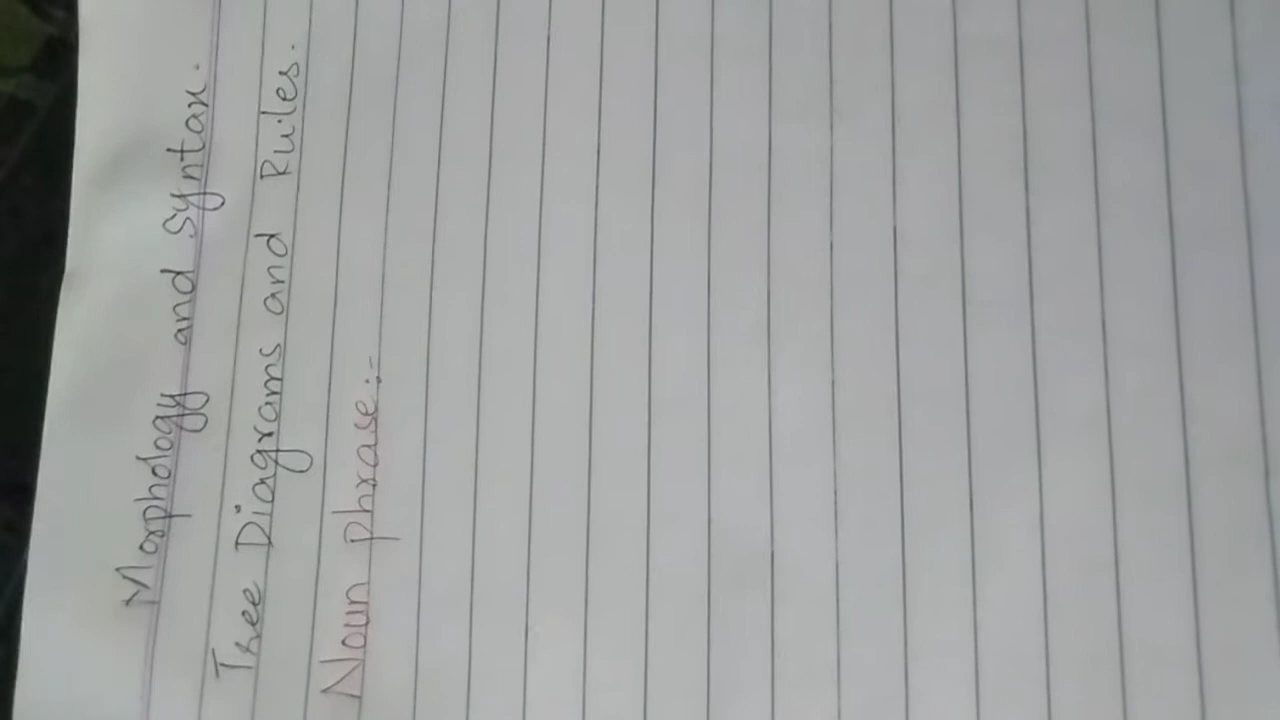 Morphology and Syntax.
Tree Diagrams and Rules.
Noun phrase:-